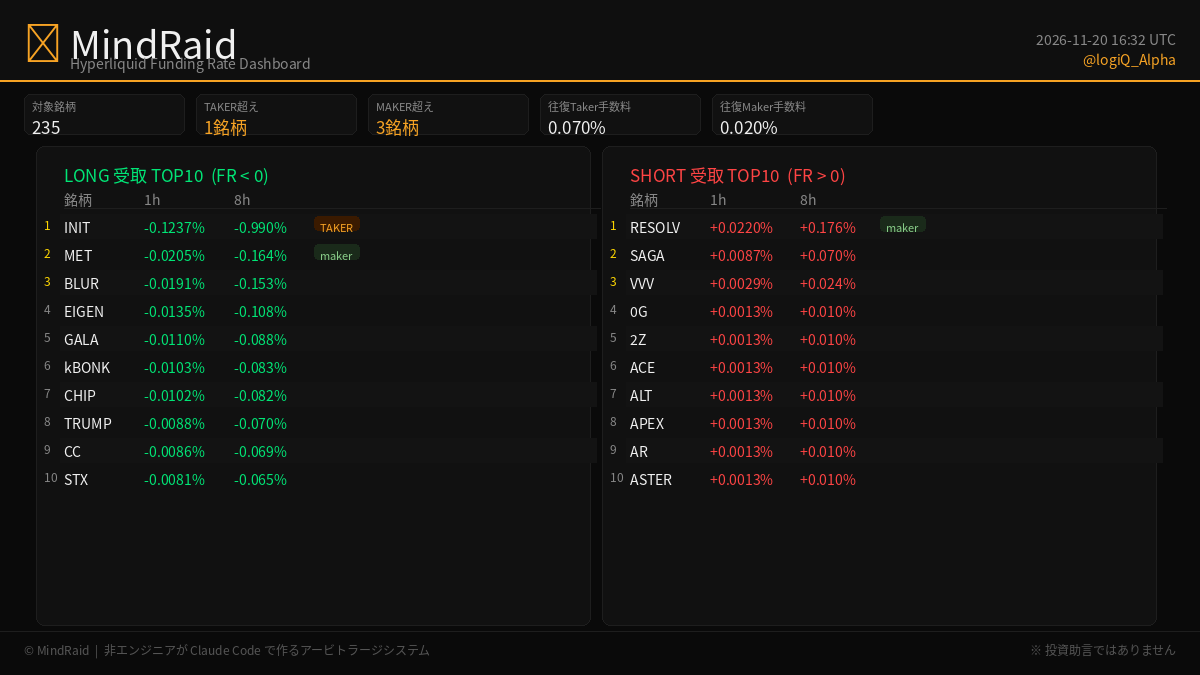 MindRaid
Hyperliquid Funding Rate Dashboard
2026-11-20 16:32 UTC
@logiQ_Alpha
対象銘柄
235
TAKER超え
1銘柄
MAKER超え
3銘柄
往復Taker手数料
0.070%
往復Maker手数料
0.020%
LONG 受取 TOP10 (FR < 0)
銘柄 1h 8h
1 INIT -0.1237% -0.990% TAKER
2 MET -0.0205% -0.164% maker
3 BLUR -0.0191% -0.153%
4 EIGEN -0.0135% -0.108%
5 GALA -0.0110% -0.088%
6 kBONK -0.0103% -0.083%
7 CHIP -0.0102% -0.082%
8 TRUMP -0.0088% -0.070%
9 CC -0.0086% -0.069%
10 STX -0.0081% -0.065%
SHORT 受取 TOP10 (FR > 0)
銘柄 1h 8h
1 RESOLV +0.0220% +0.176% maker
2 SAGA +0.0087% +0.070%
3 VVV +0.0029% +0.024%
4 0G +0.0013% +0.010%
5 2Z +0.0013% +0.010%
6 ACE +0.0013% +0.010%
7 ALT +0.0013% +0.010%
8 APEX +0.0013% +0.010%
9 AR +0.0013% +0.010%
10 ASTER +0.0013% +0.010%
© MindRaid | 非エンジニアが Claude Code で作るアービトラージシステム
※ 投資助言ではありません